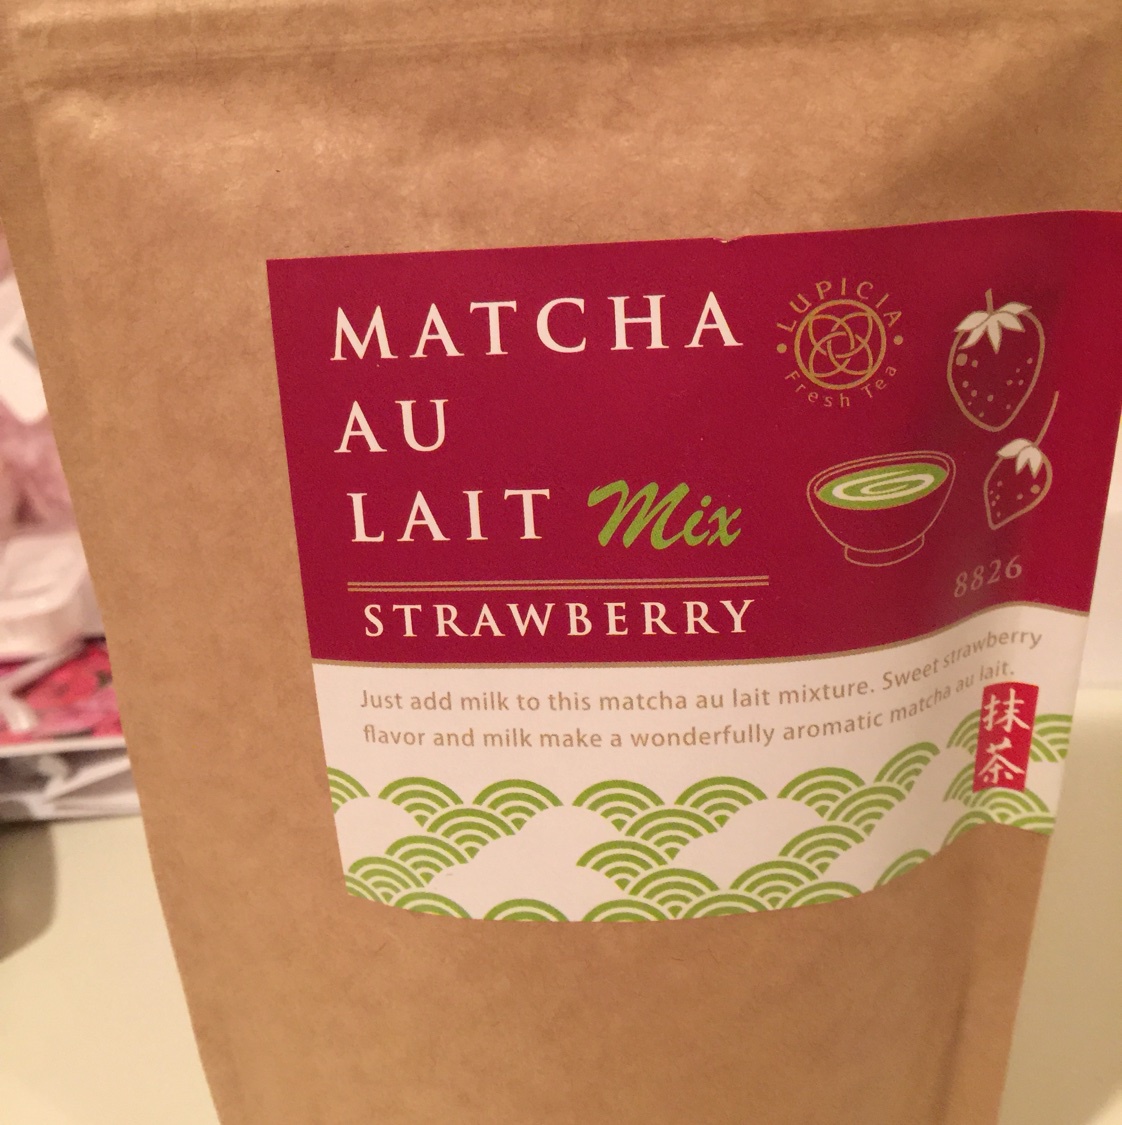 MATCHA
AU
LAIT Mix
STRAWBERRY
LUPICIA
Fresh Tea
8826
Just add milk to this matcha au lait mixture. Sweet strawberry
flavor and milk make a wonderfully aromatic matcha au lait.
抹茶